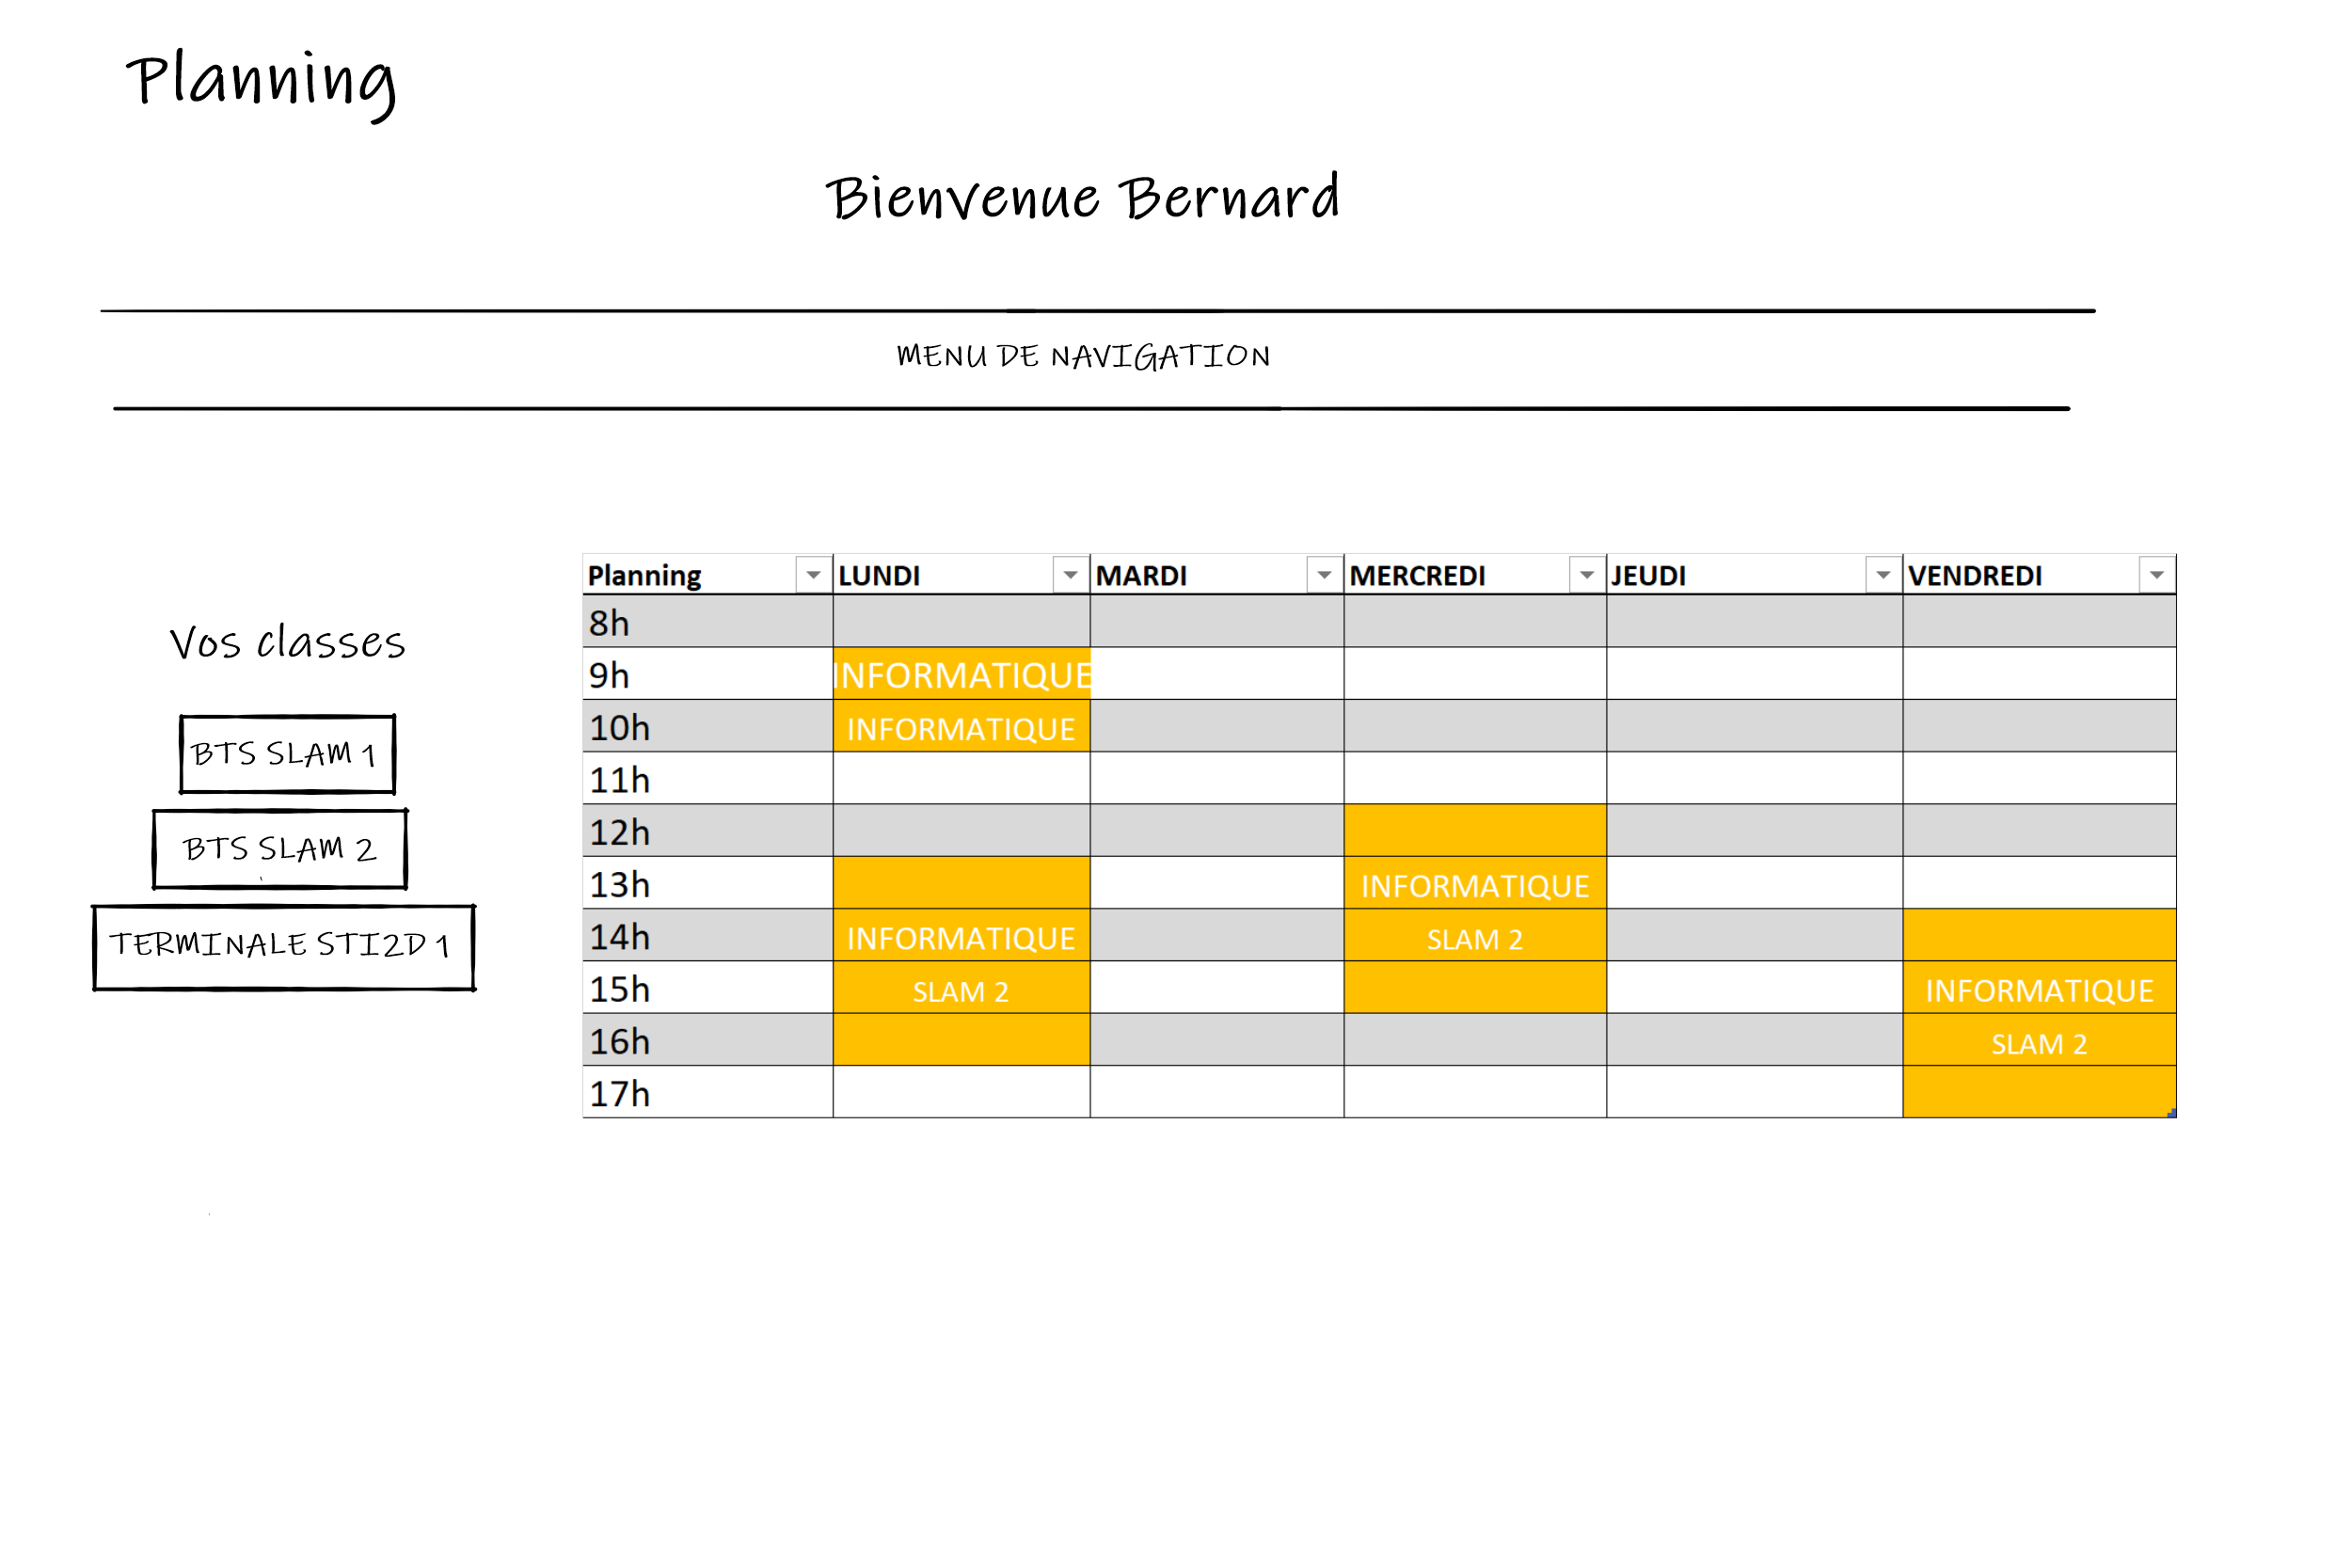 Planning
Bienvenue Bernard
MENU DE NAVIGATION
Vos classes
BTS SLAM 1
BTS SLAM 2
TERMINALE STI2D 1
Planning LUNDI MARDI MERCREDI JEUDI VENDREDI
8h
9h INFORMATIQUE
10h INFORMATIQUE
11h
12h
13h INFORMATIQUE
14h INFORMATIQUE SLAM 2
15h SLAM 2 INFORMATIQUE
16h SLAM 2
17h